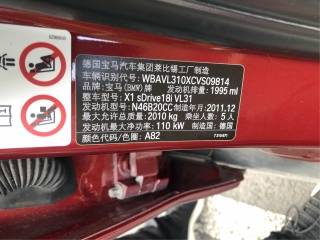 德国宝马汽车集团莱比锡工厂制造
车辆识别代号: WBAVL310XCVS09814
品牌: 宝马(BMW)牌 发动机排量: 1995 ml
整车型号: X1 sDrive18i VL31
发动机型号: N46B20CC 制造年月: 2011.12
最大允许总质量: 2010 kg 乘坐人数: 5 人
发动机最大净功率: 110 kW 制造国: 德国
颜色代码/色圈: A82